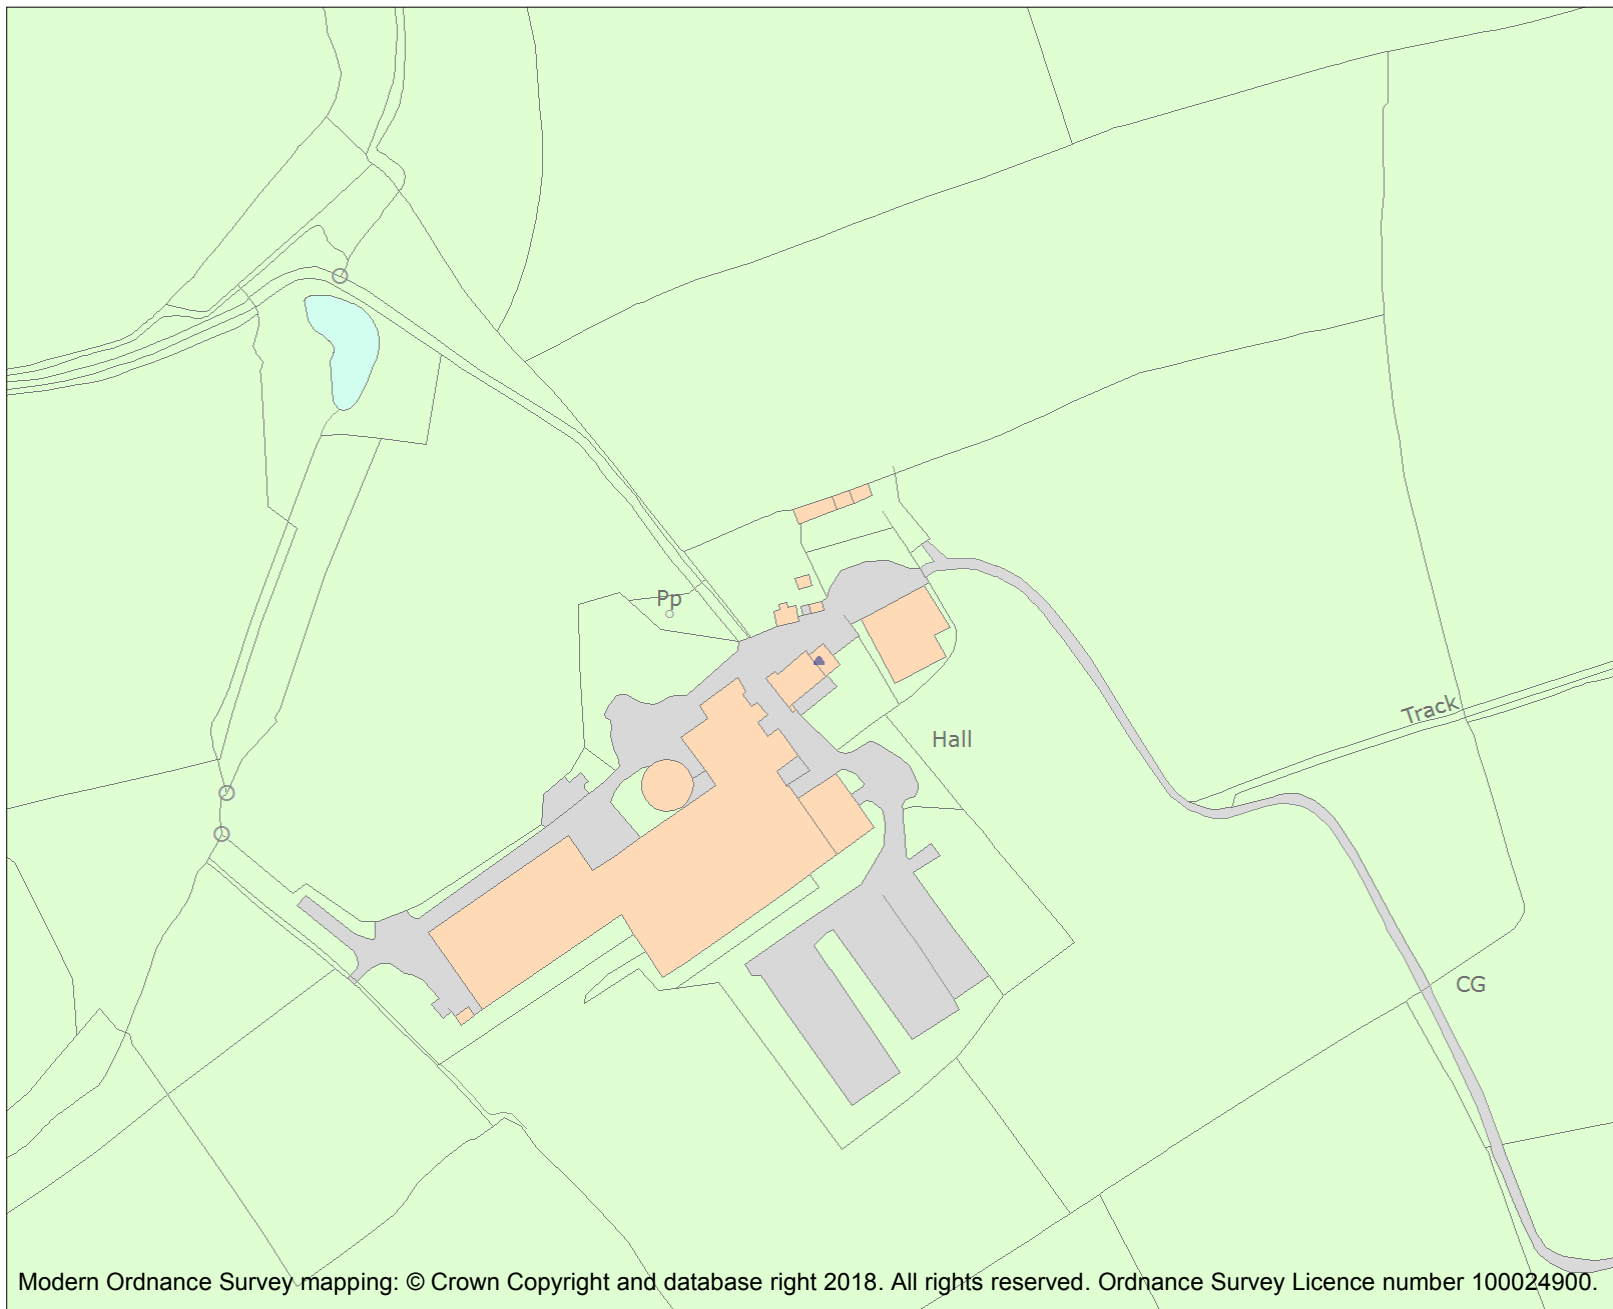 Pp
Track
Hall
CG
Modern Ordnance Survey mapping: © Crown Copyright and database right 2018. All rights reserved. Ordnance Survey Licence number 100024900.